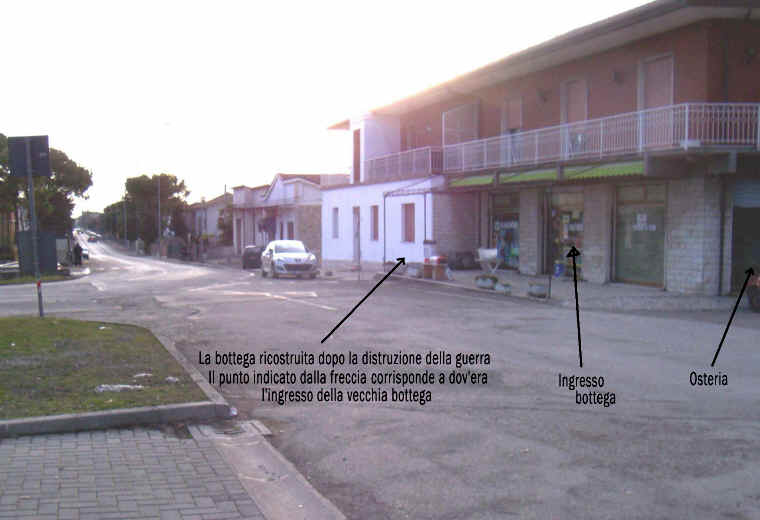 La bottega ricostruita dopo la distruzione della guerra
Il punto indicato dalla freccia corrisponde a dov'era
l'ingresso della vecchia bottega
Ingresso
bottega
Osteria